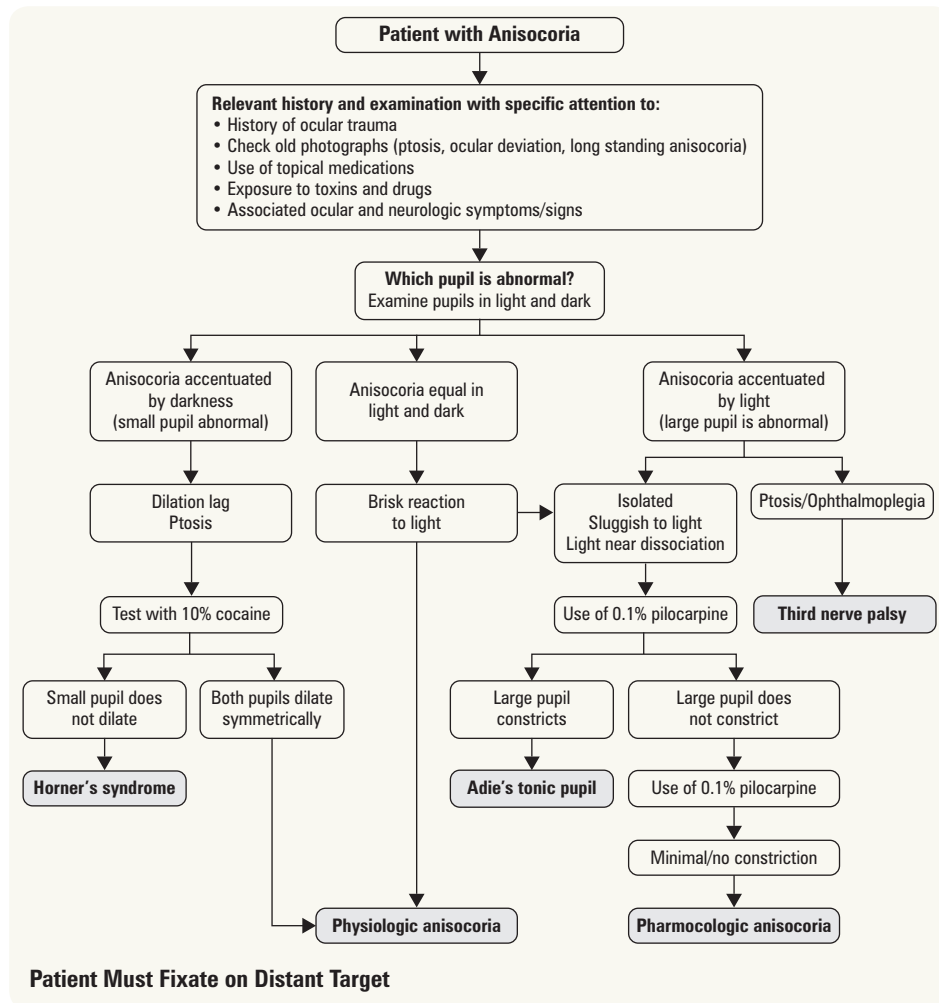 Patient with Anisocoria
Relevant history and examination with specific attention to:
• History of ocular trauma
• Check old photographs (ptosis, ocular deviation, long standing anisocoria)
• Use of topical medications
• Exposure to toxins and drugs
• Associated ocular and neurologic symptoms/signs
Which pupil is abnormal?
Examine pupils in light and dark
Anisocoria accentuated
by darkness
(small pupil abnormal)
Anisocoria equal in
light and dark
Anisocoria accentuated
by light
(large pupil is abnormal)
Dilation lag
Ptosis
Brisk reaction
to light
Isolated
Sluggish to light
Light near dissociation
Ptosis/Ophthalmoplegia
Test with 10% cocaine
Use of 0.1% pilocarpine
Third nerve palsy
Small pupil does
not dilate
Both pupils dilate
symmetrically
Large pupil
constricts
Large pupil does
not constrict
Horner's syndrome
Adie's tonic pupil
Use of 0.1% pilocarpine
Minimal/no constriction
Physiologic anisocoria
Pharmocologic anisocoria
Patient Must Fixate on Distant Target